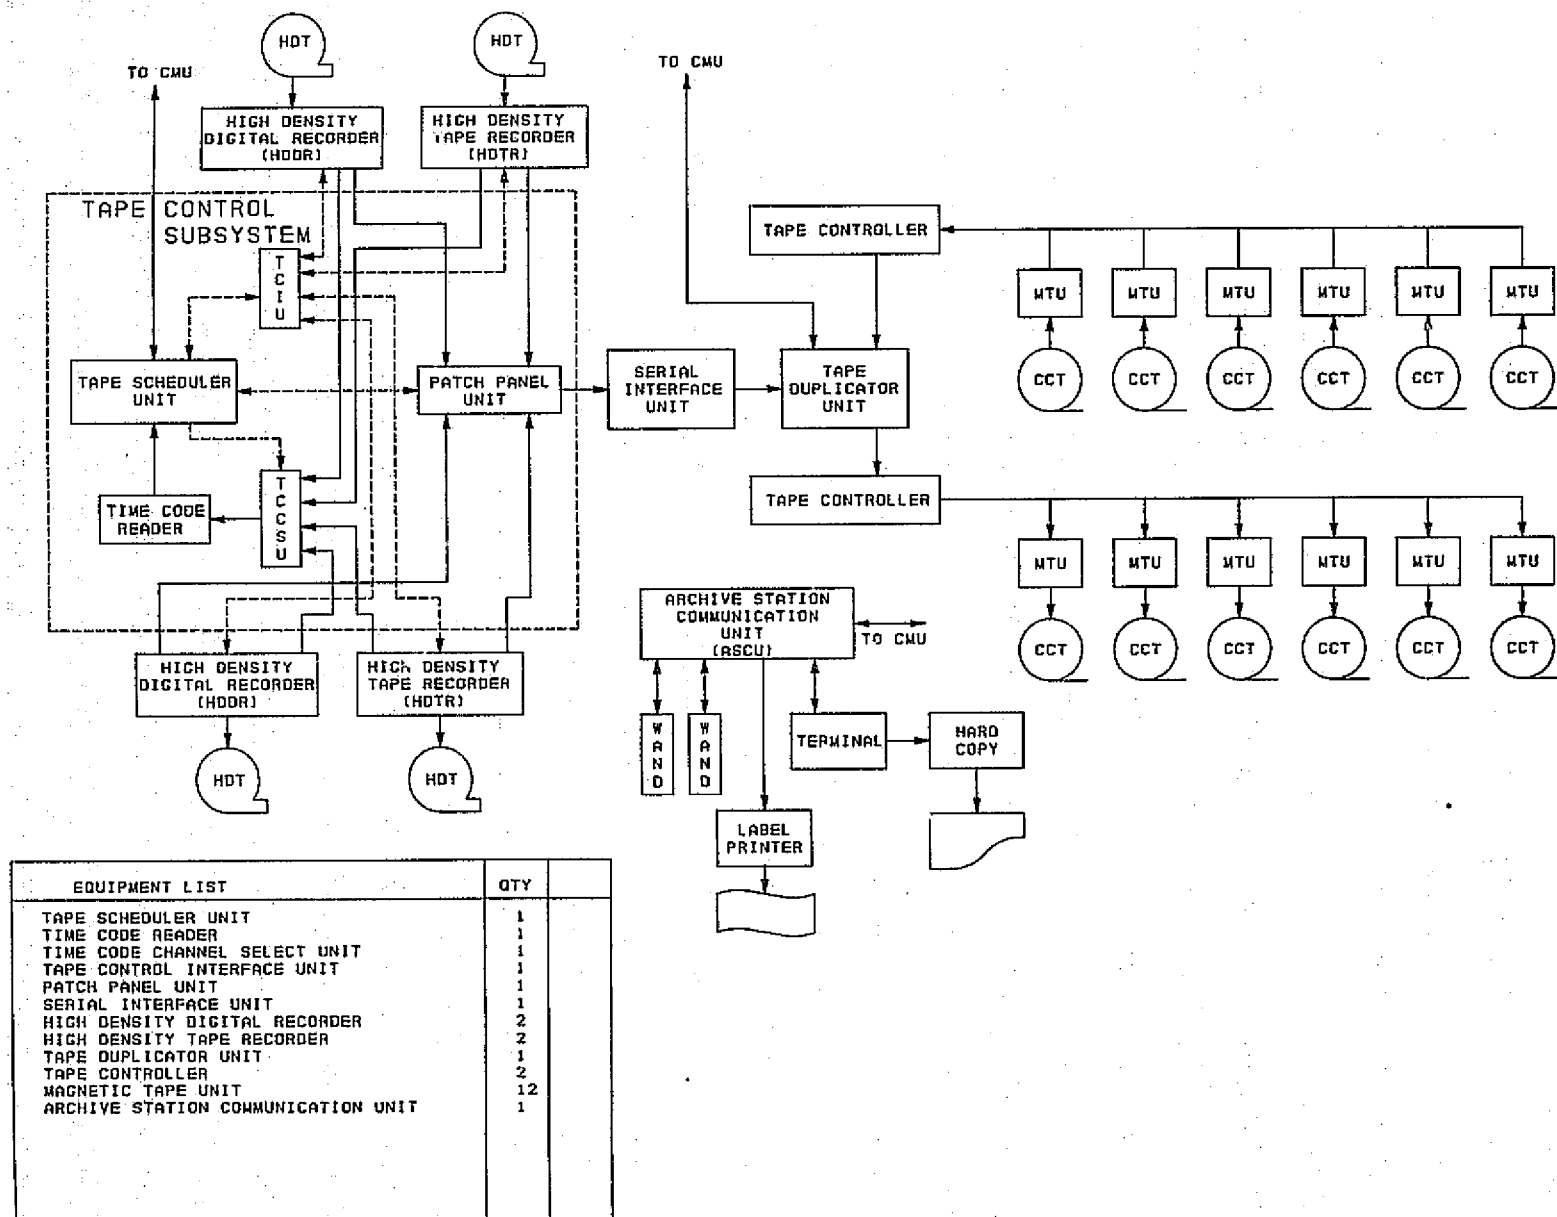 HDT
HDT
TO CMU
TO CMU
HIGH DENSITY
DIGITAL RECORDER
(HDDR)
HIGH DENSITY
TAPE RECORDER
(HDTR)
TAPE CONTROL
SUBSYSTEM
TCIU
TAPE SCHEDULER
UNIT
PATCH PANEL
UNIT
SERIAL
INTERFACE
UNIT
TAPE
DUPLICATOR
UNIT
TIME CODE
READER
TCCSU
HIGH DENSITY
DIGITAL RECORDER
(HDDR)
HIGH DENSITY
TAPE RECORDER
(HDTR)
HDT
HDT
TAPE CONTROLLER
MTU MTU MTU MTU MTU MTU
CCT CCT CCT CCT CCT CCT
TAPE CONTROLLER
MTU MTU MTU MTU MTU MTU
CCT CCT CCT CCT CCT CCT
ARCHIVE STATION
COMMUNICATION
UNIT
(ASCU)
TO CMU
WAND
WAND
TERMINAL
HARD
COPY
LABEL
PRINTER
EQUIPMENT LIST QTY
TAPE SCHEDULER UNIT 1
TIME CODE READER 1
TIME CODE CHANNEL SELECT UNIT 1
TAPE CONTROL INTERFACE UNIT 1
PATCH PANEL UNIT 1
SERIAL INTERFACE UNIT 1
HIGH DENSITY DIGITAL RECORDER 2
HIGH DENSITY TAPE RECORDER 2
TAPE DUPLICATOR UNIT 1
TAPE CONTROLLER 2
MAGNETIC TAPE UNIT 12
ARCHIVE STATION COMMUNICATION UNIT 1